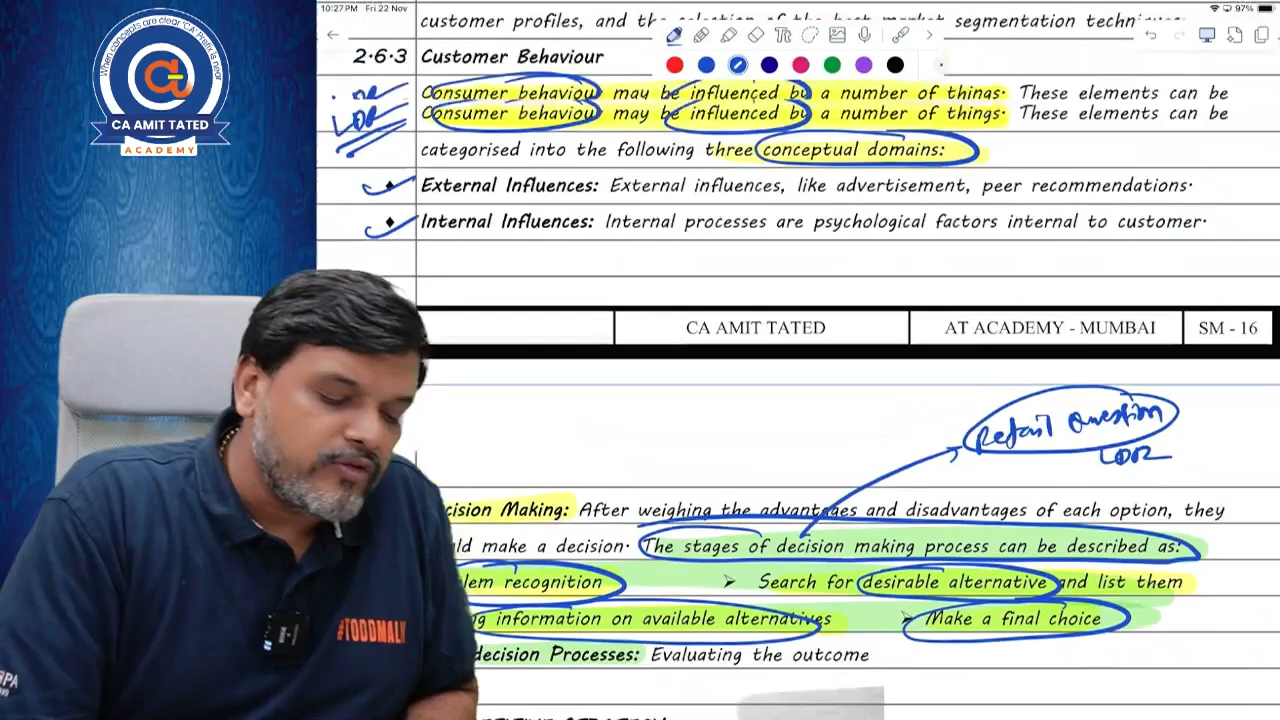 10:27 PM Fri 22 Nov
97%
customer profiles, and the selection of the best market segmentation techniques.
When concepts are clear "CA" Prefix is near
CA AMIT TATED
ACADEMY
2.6.3 Customer Behaviour
Consumer behaviour may be influenced by a number of things. These elements can be
LDR
Consumer behaviour may be influenced by a number of things. These elements can be
categorised into the following three conceptual domains:
♦ External Influences: External influences, like advertisement, peer recommendations.
♦ Internal Influences: Internal processes are psychological factors internal to customer.
CA AMIT TATED
AT ACADEMY - MUMBAI
SM - 16
Question
LDR
cision Making: After weighing the advantages and disadvantages of each option, they
ld make a decision. The stages of decision making process can be described as:
lem recognition
➢ Search for desirable alternative and list them
g information on available alternatives
➢ Make a final choice
decision Processes: Evaluating the outcome